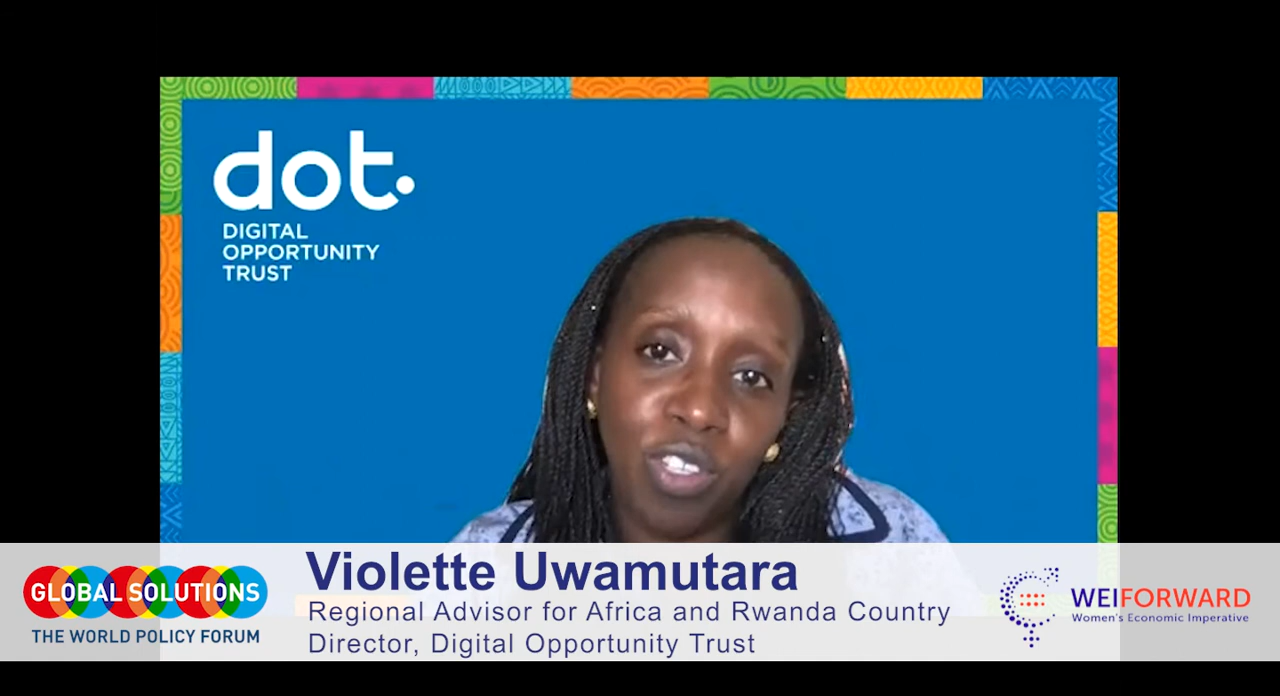 dot.
DIGITAL
OPPORTUNITY
TRUST
Violette Uwamutara
Regional Advisor for Africa and Rwanda Country
Director, Digital Opportunity Trust
GLOBAL SOLUTIONS
THE WORLD POLICY FORUM
WEIFORWARD
Women's Economic Imperative